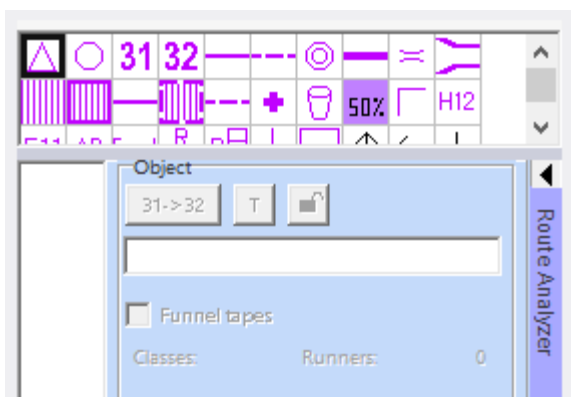 31 32
50% H12
Object
31->32 T
Funnel tapes
Classes: Runners: 0
Route Analyzer